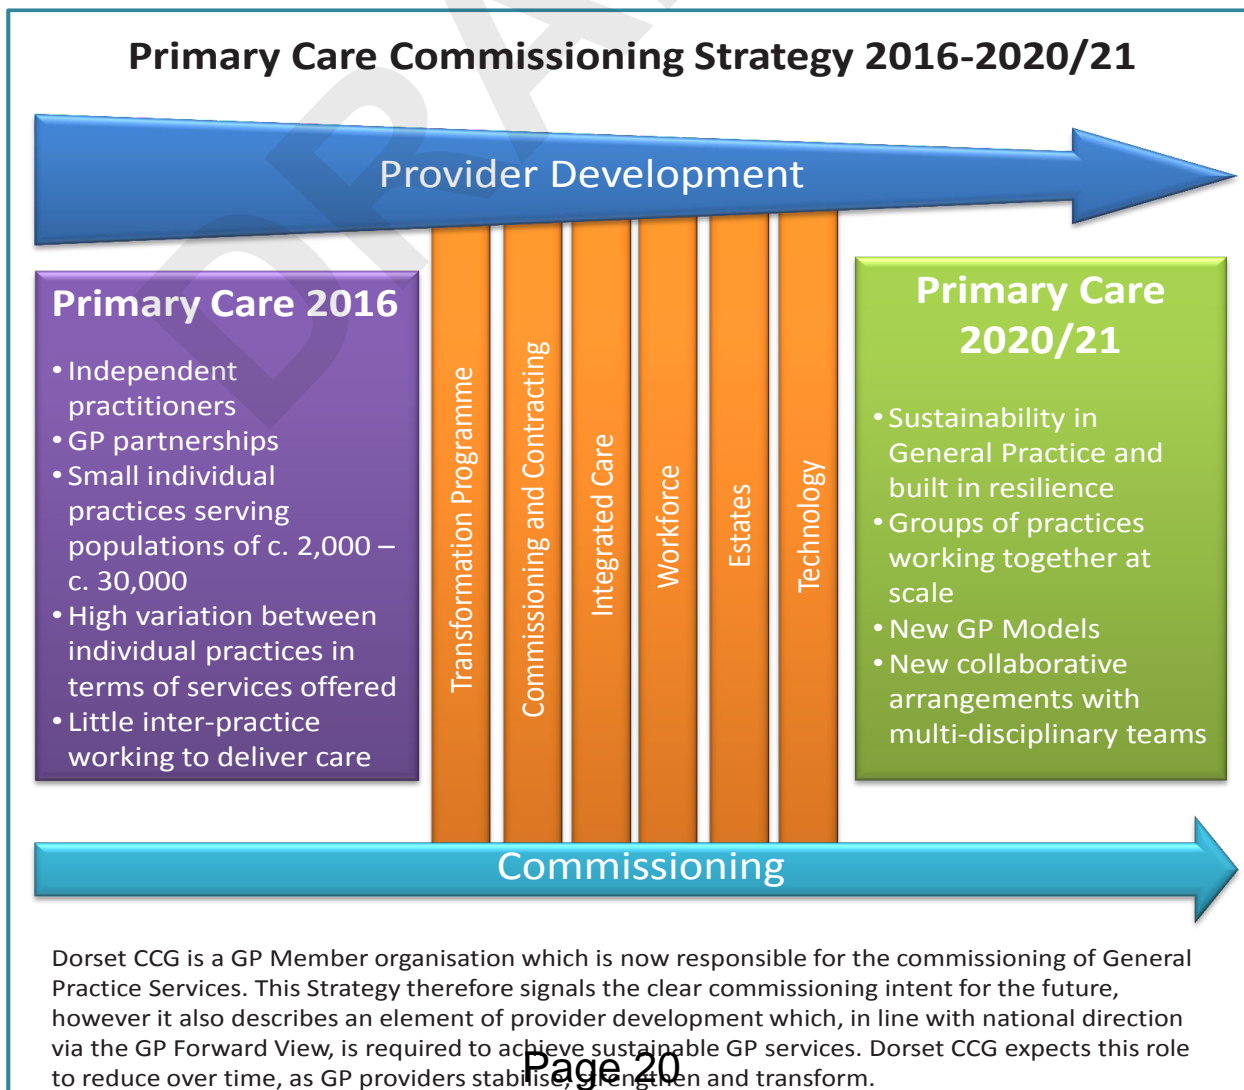 Primary Care Commissioning Strategy 2016-2020/21
Provider Development
Primary Care 2016
• Independent
practitioners
• GP partnerships
• Small individual
practices serving
populations of c. 2,000 –
c. 30,000
• High variation between
individual practices in
terms of services offered
• Little inter-practice
working to deliver care
Transformation Programme
Commissioning and Contracting
Integrated Care
Workforce
Estates
Technology
Primary Care
2020/21
• Sustainability in
General Practice and
built in resilience
• Groups of practices
working together at
scale
• New GP Models
• New collaborative
arrangements with
multi-disciplinary teams
Commissioning
Dorset CCG is a GP Member organisation which is now responsible for the commissioning of General
Practice Services. This Strategy therefore signals the clear commissioning intent for the future,
however it also describes an element of provider development which, in line with national direction
via the GP Forward View, is required to achieve sustainable GP services. Dorset CCG expects this role
to reduce over time, as GP providers stabilise, strengthen and transform.
Page 20
DRA